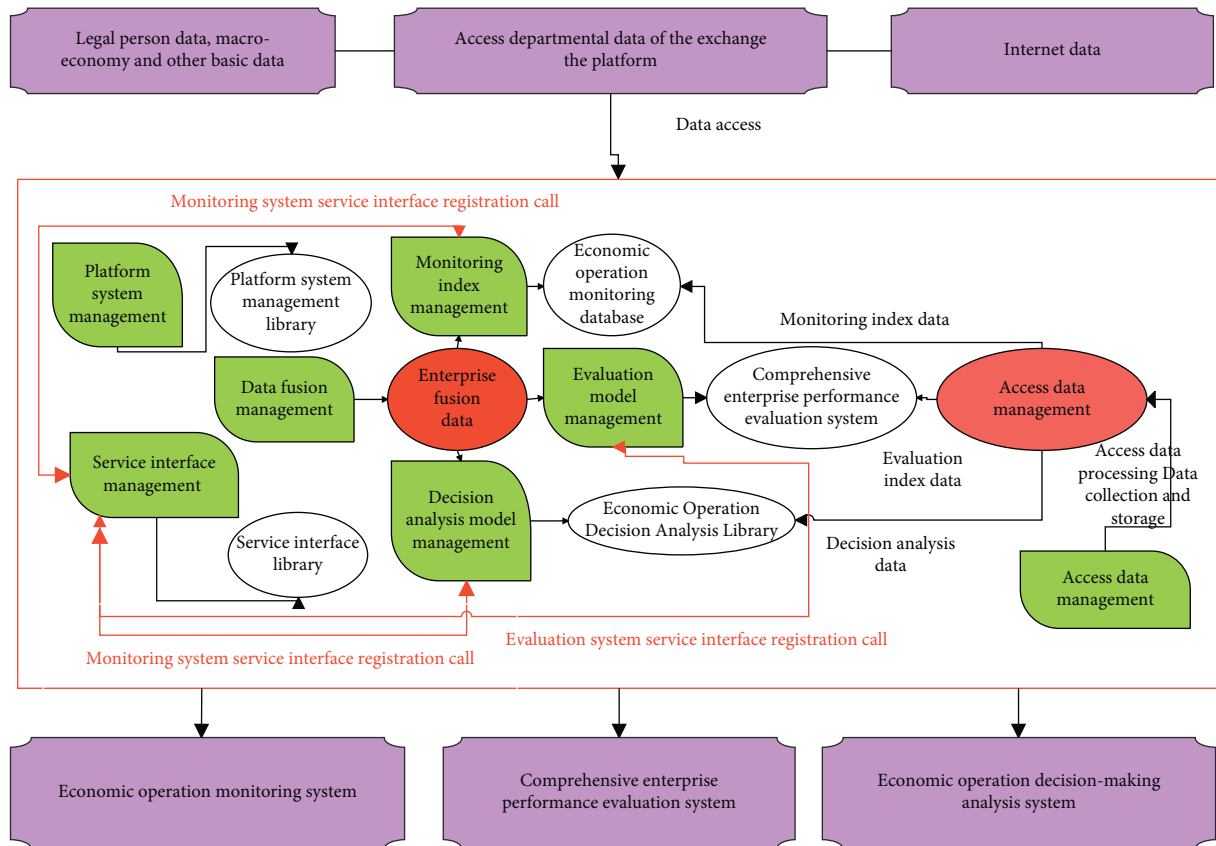 Legal person data, macro-
economy and other basic data
Access departmental data of the exchange
the platform
Internet data
Data access
Monitoring system service interface registration call
Platform
system
management
Platform system
management
library
Monitoring
index
management
Economic
operation
monitoring
database
Monitoring index data
Data fusion
management
Enterprise
fusion
data
Evaluation
model
management
Comprehensive
enterprise performance
evaluation system
Access data
management
Service interface
management
Decision
analysis model
management
Economic Operation
Decision Analysis Library
Evaluation
index data
Access data
processing Data
collection and
storage
Service interface
library
Decision analysis
data
Access data
management
Evaluation system service interface registration call
Monitoring system service interface registration call
Economic operation monitoring system
Comprehensive enterprise
performance evaluation system
Economic operation decision-making
analysis system